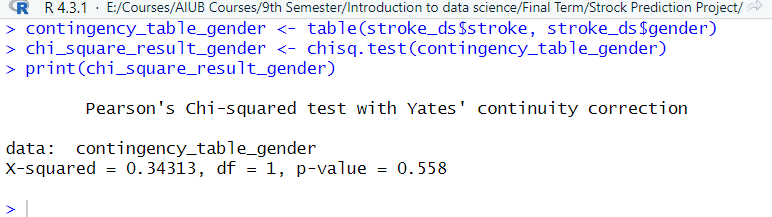 R R 4.3.1 · E:/Courses/AIUB Courses/9th Semester/Introduction to data science/Final Term/Strock Prediction Project/
> contingency_table_gender <- table(stroke_ds$stroke, stroke_ds$gender)
> chi_square_result_gender <- chisq.test(contingency_table_gender)
> print(chi_square_result_gender)
Pearson's Chi-squared test with Yates' continuity correction
data:  contingency_table_gender
X-squared = 0.34313, df = 1, p-value = 0.558
>